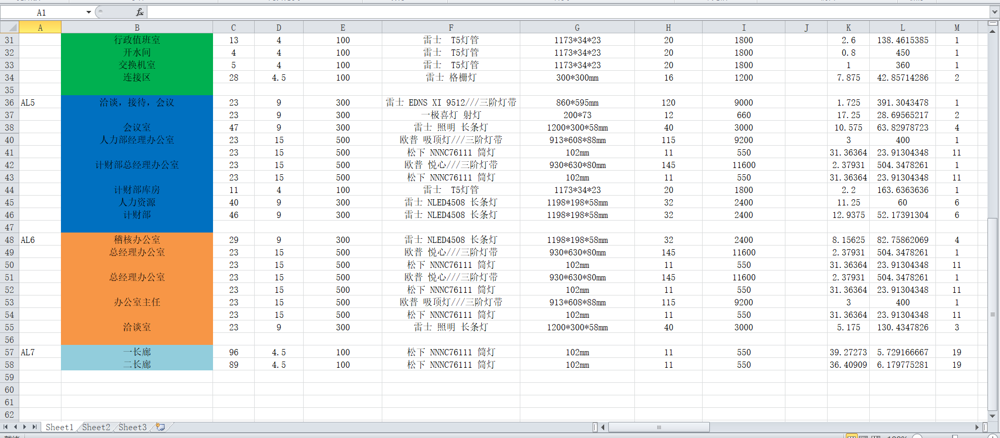 A1 fx
A B C D E F G H I J K L M
31 行政值班室 13 4 100 雷士 T5灯管 1173*34*23 20 1800 2.6 138.4615385 1
32 开水间 4 4 100 雷士 T5灯管 1173*34*23 20 1800 0.8 450 1
33 交换机室 5 4 100 雷士 T5灯管 1173*34*23 20 1800 1 360 1
34 连接区 28 4.5 100 雷士 格栅灯 300*300mm 16 1200 7.875 42.85714286 2
35
36 AL5 洽谈，接待，会议 23 9 300 雷士 EDNS XI 9512///三阶灯带 860*595mm 120 9000 1.725 391.3043478 1
37 23 9 300 一极喜灯 射灯 200*73 12 660 17.25 28.69565217 2
38 会议室 47 9 300 雷士 照明 长条灯 1200*300*58mm 40 3000 10.575 63.82978723 4
40 人力部经理办公室 23 15 500 欧普 吸顶灯///三阶灯带 913*608*88mm 115 9200 3 400 1
41 23 15 500 松下 NNNC76111 筒灯 102mm 11 550 31.36364 23.91304348 11
42 计财部总经理办公室 23 15 500 欧普 悦心///三阶灯带 930*630*80mm 145 11600 2.37931 504.3478261 1
43 23 15 500 松下 NNNC76111 筒灯 102mm 11 550 31.36364 23.91304348 11
44 计财部库房 11 4 100 雷士 T5灯管 1173*34*23 20 1800 2.2 163.6363636 1
45 人力资源 40 9 300 雷士 NLED4508 长条灯 1198*198*58mm 32 2400 11.25 60 6
46 计财部 46 9 300 雷士 NLED4508 长条灯 1198*198*58mm 32 2400 12.9375 52.17391304 6
47
48 AL6 稽核办公室 29 9 300 雷士 NLED4508 长条灯 1198*198*58mm 32 2400 8.15625 82.75862069 4
49 总经理办公室 23 15 500 欧普 悦心///三阶灯带 930*630*80mm 145 11600 2.37931 504.3478261 1
50 23 15 500 松下 NNNC76111 筒灯 102mm 11 550 31.36364 23.91304348 11
51 总经理办公室 23 15 500 欧普 悦心///三阶灯带 930*630*80mm 145 11600 2.37931 504.3478261 1
52 23 15 500 松下 NNNC76111 筒灯 102mm 11 550 31.36364 23.91304348 11
53 办公室主任 23 15 500 欧普 吸顶灯///三阶灯带 913*608*88mm 115 9200 3 400 1
54 23 15 500 松下 NNNC76111 筒灯 102mm 11 550 31.36364 23.91304348 11
55 洽谈室 23 9 300 雷士 照明 长条灯 1200*300*58mm 40 3000 5.175 130.4347826 3
56
57 AL7 一长廊 96 4.5 100 松下 NNNC76111 筒灯 102mm 11 550 39.27273 5.729166667 19
58 二长廊 89 4.5 100 松下 NNNC76111 筒灯 102mm 11 550 36.40909 6.179775281 19
59
60
61
62
Sheet1 Sheet2 Sheet3